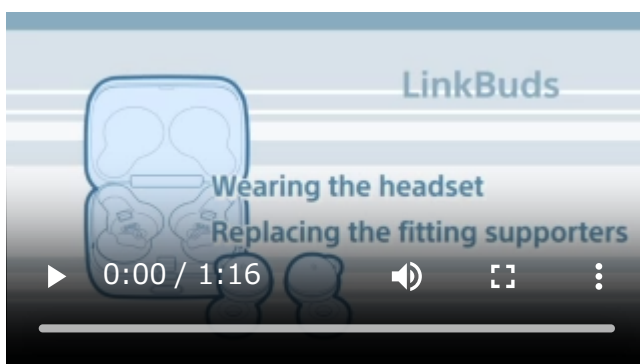 LinkBuds
Wearing the headset
Replacing the fitting supporters
0:00 / 1:16